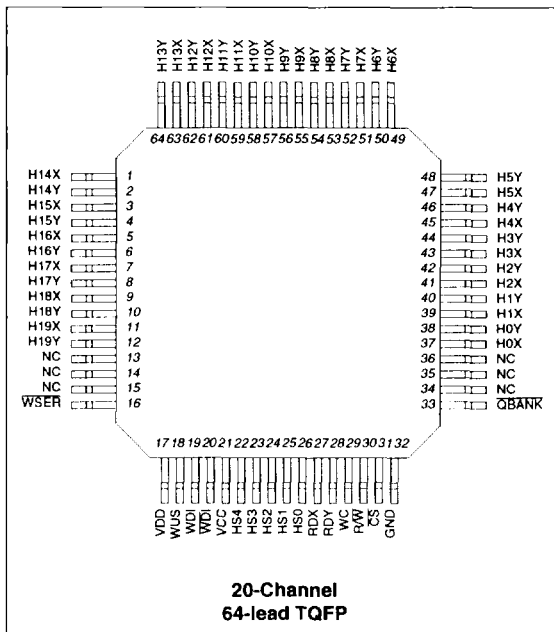 H13Y H13X H12Y H12X H11Y H11X H10Y H10X H9Y H9X H8Y H8X H7Y H7X H6Y H6X
64 63 62 61 60 59 58 57 56 55 54 53 52 51 50 49
H14X 1 48 H5Y
H14Y 2 47 H5X
H15X 3 46 H4Y
H15Y 4 45 H4X
H16X 5 44 H3Y
H16Y 6 43 H3X
H17X 7 42 H2Y
H17Y 8 41 H2X
H18X 9 40 H1Y
H18Y 10 39 H1X
H19X 11 38 H0Y
H19Y 12 37 H0X
NC 13 36 NC
NC 14 35 NC
NC 15 34 NC
W̅S̅E̅R̅ 16 33 Q̅B̅A̅N̅K̅
17 18 19 20 21 22 23 24 25 26 27 28 29 30 31 32
VDD WUS WDI W̅D̅I̅ VCC HS4 HS3 HS2 HS1 HS0 RDX RDY WC R/W̅ C̅S̅ GND
20-Channel
64-lead TQFP